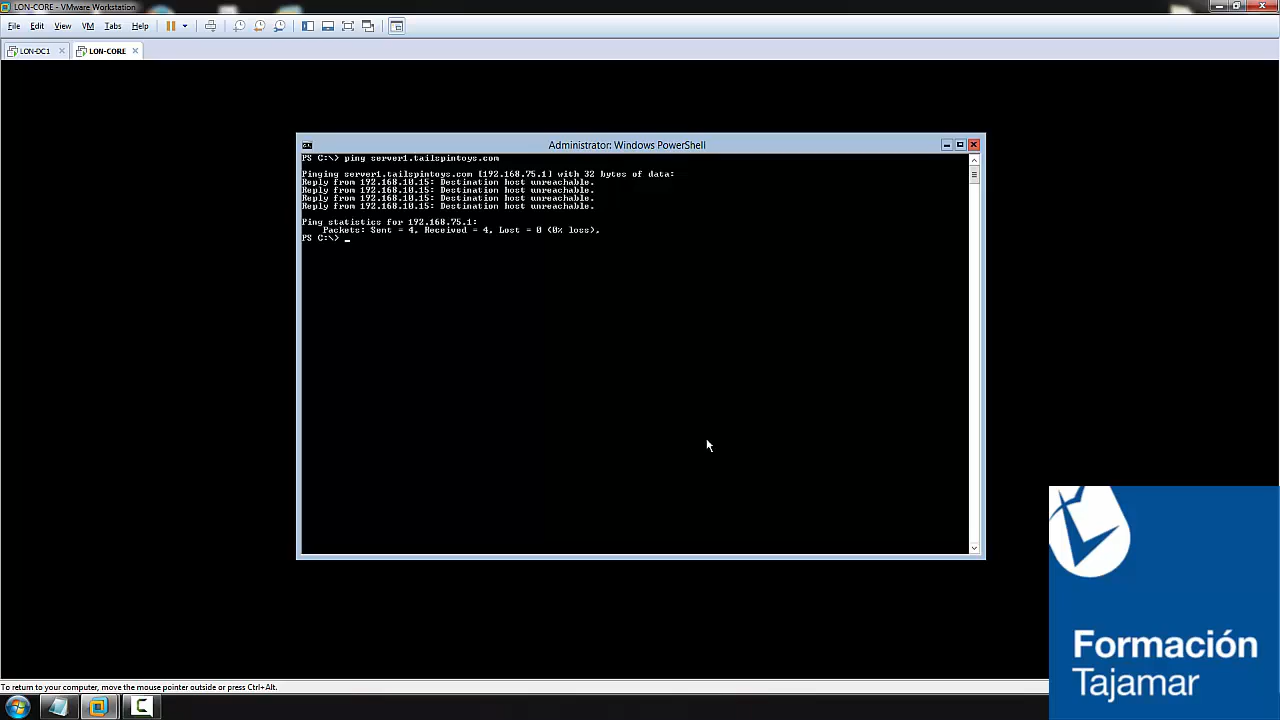 LON-CORE - VMware Workstation
File Edit View VM Tabs Help
LON-DC1 LON-CORE
Administrator: Windows PowerShell
PS C:\> ping server1.tailspintoys.com
Pinging server1.tailspintoys.com [192.168.75.1] with 32 bytes of data:
Reply from 192.168.10.15: Destination host unreachable.
Reply from 192.168.10.15: Destination host unreachable.
Reply from 192.168.10.15: Destination host unreachable.
Reply from 192.168.10.15: Destination host unreachable.
Ping statistics for 192.168.75.1:
Packets: Sent = 4, Received = 4, Lost = 0 (0% loss),
PS C:\> _
Formación
Tajamar
To return to your computer, move the mouse pointer outside or press Ctrl+Alt.